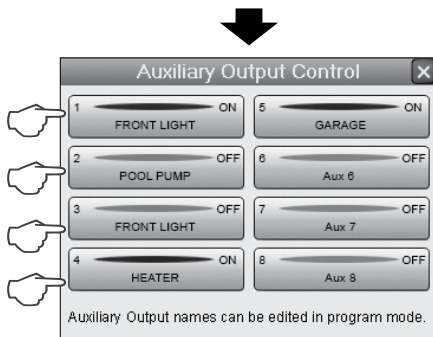 Auxiliary Output Control X
1 ON 5 ON
FRONT LIGHT GARAGE
2 OFF 6 OFF
POOL PUMP Aux 6
3 OFF 7 OFF
FRONT LIGHT Aux 7
4 ON 8 OFF
HEATER Aux 8
Auxiliary Output names can be edited in program mode.